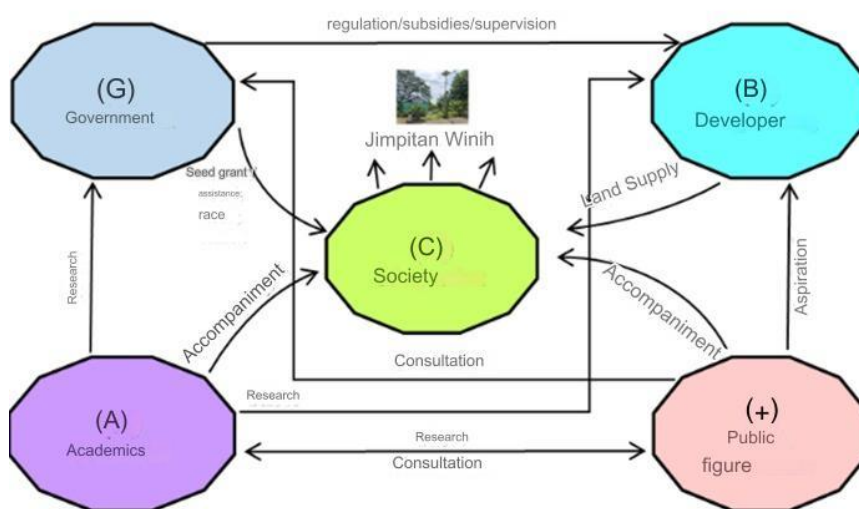 regulation/subsidies/supervision
(G)
Government
(B)
Developer
Jimpitan Winih
Seed grant /
assistance;
race
Land Supply
(C)
Society
Research
Accompaniment
Accompaniment
Aspiration
Consultation
Research
(A)
Academics
Research
Consultation
(+)
Public
figure